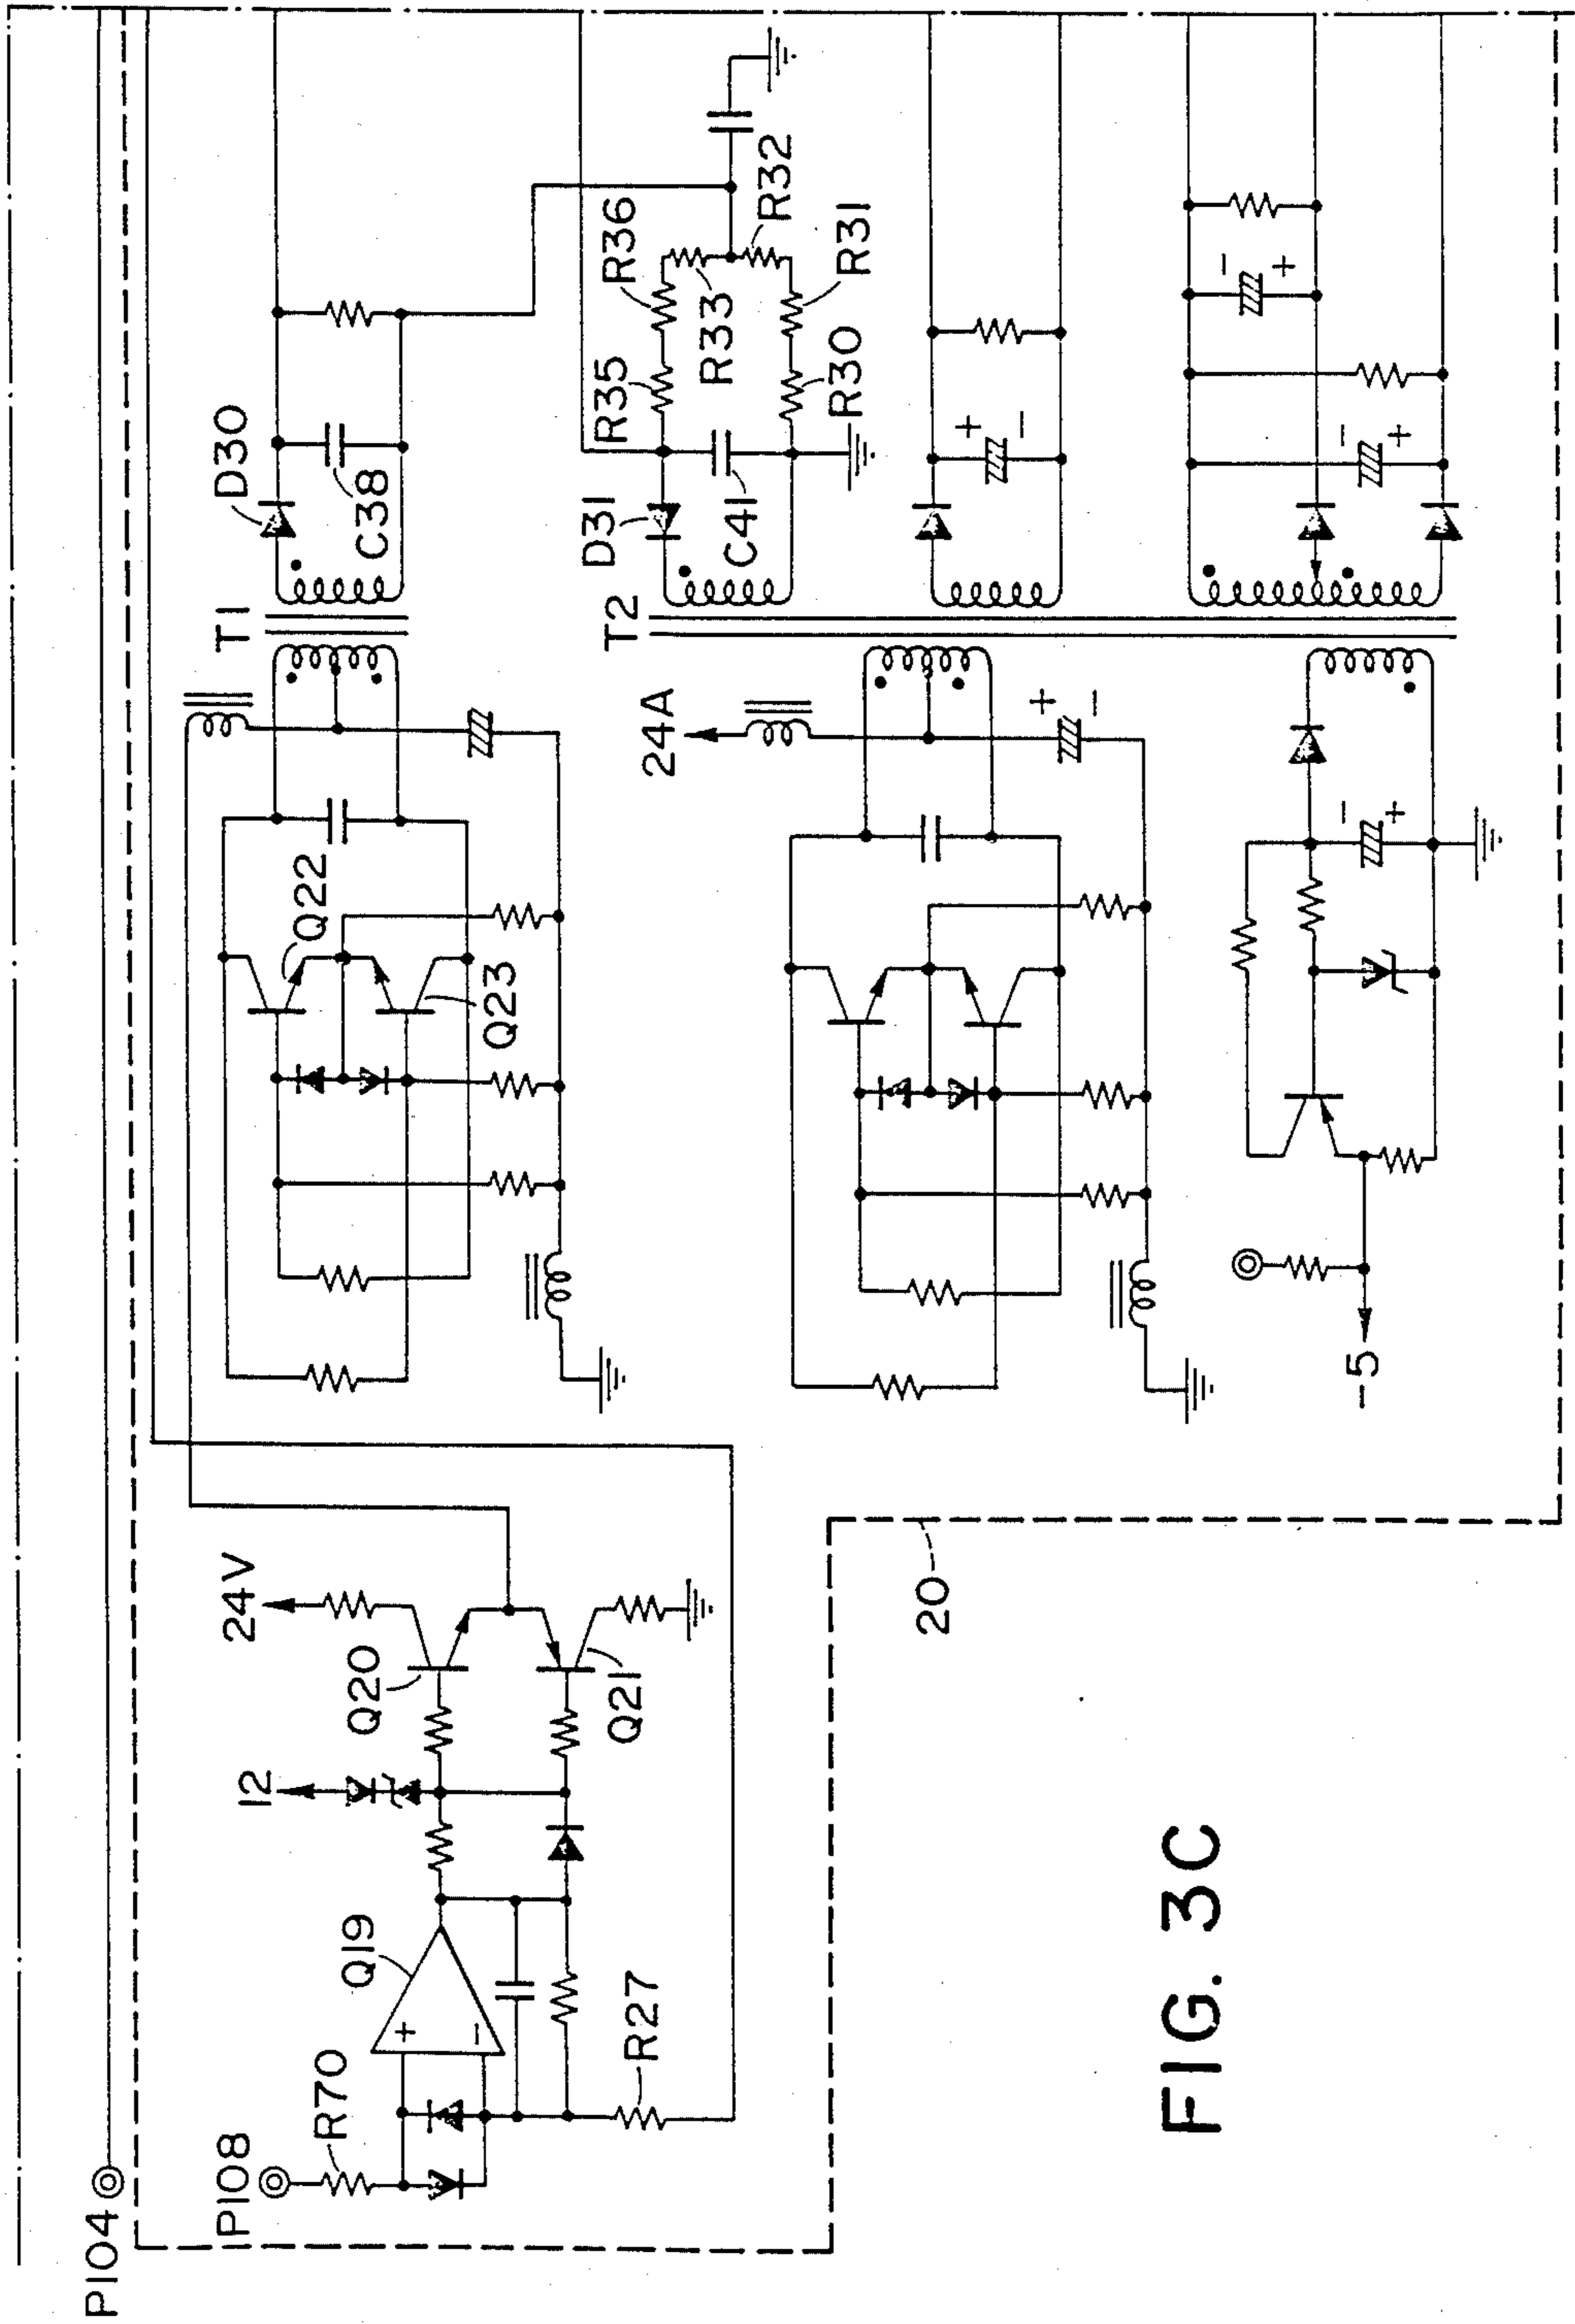 P104
P108
R70
Q19
+
−
R27
12
24V
Q20
Q21
20
Q22
Q23
T1
D30
C38
24A
+
−
T2
D31
C41
R35
R36
R33
R32
R30
R31
+
−
−
+
−
+
−
+
-5
FIG. 3C